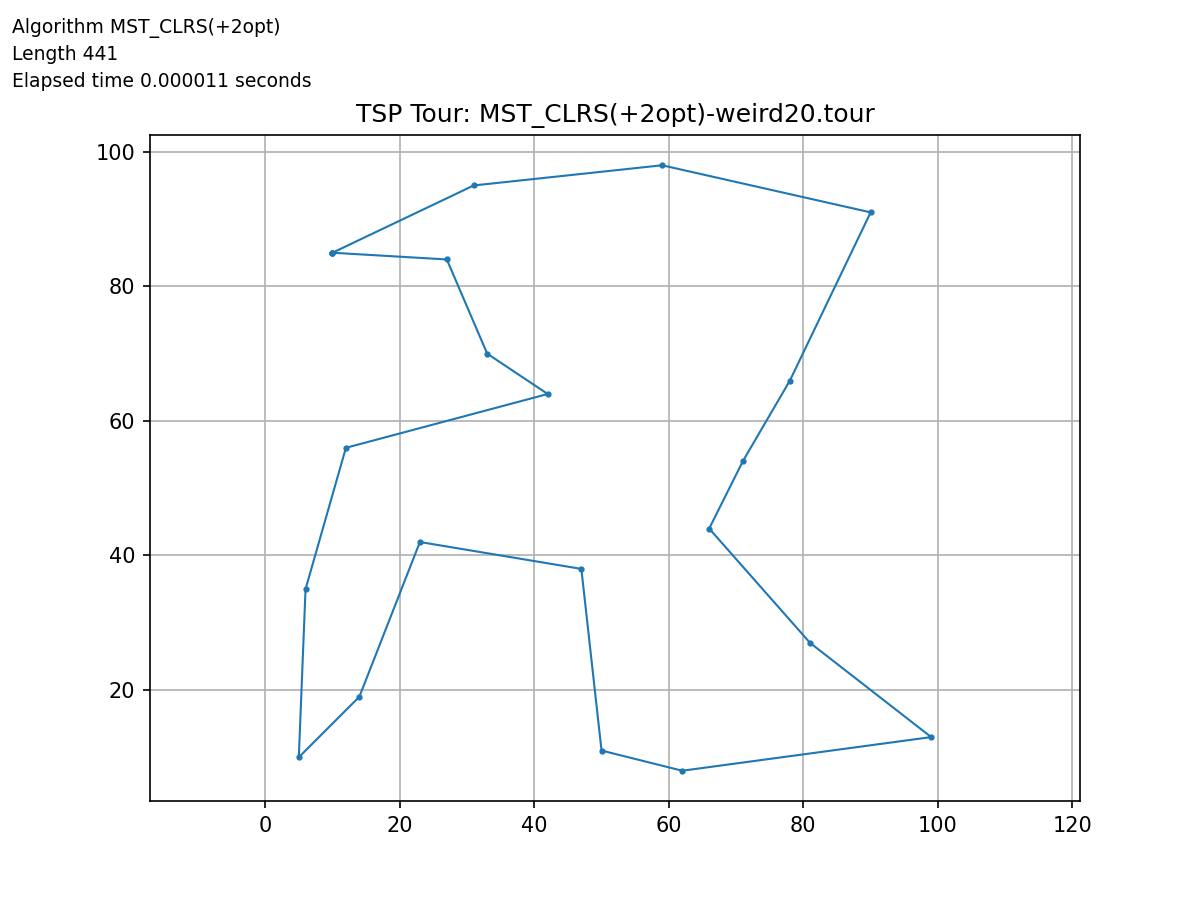 Algorithm MST_CLRS(+2opt)
Length 441
Elapsed time 0.000011 seconds
TSP Tour: MST_CLRS(+2opt)-weird20.tour
100
80
60
40
20
0 20 40 60 80 100 120